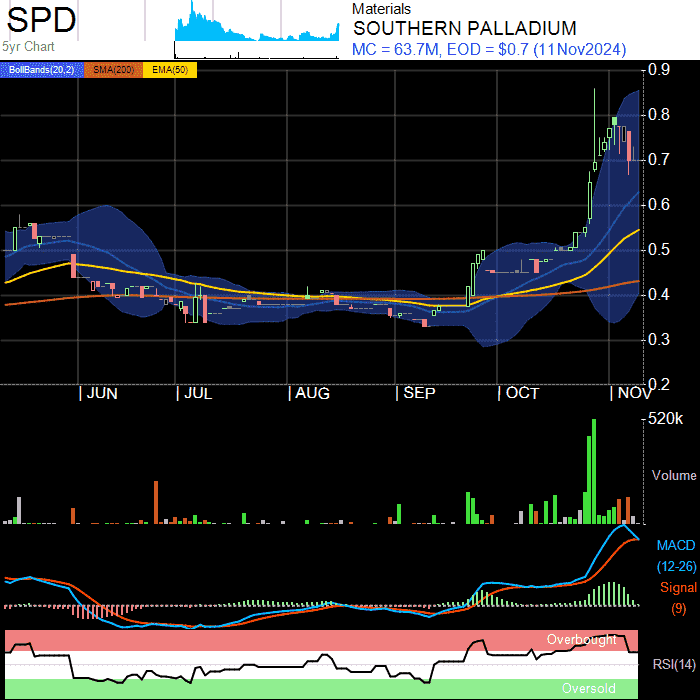 SPD
5yr Chart
Materials
SOUTHERN PALLADIUM
MC = 63.7M, EOD = $0.7 (11Nov2024)
BollBands(20,2) SMA(200) EMA(50)
0.9
0.8
0.7
0.6
0.5
0.4
0.3
0.2
| JUN | JUL | AUG | SEP | OCT | NOV
520k
Volume
MACD
(12-26)
Signal
(9)
Overbought
RSI(14)
Oversold